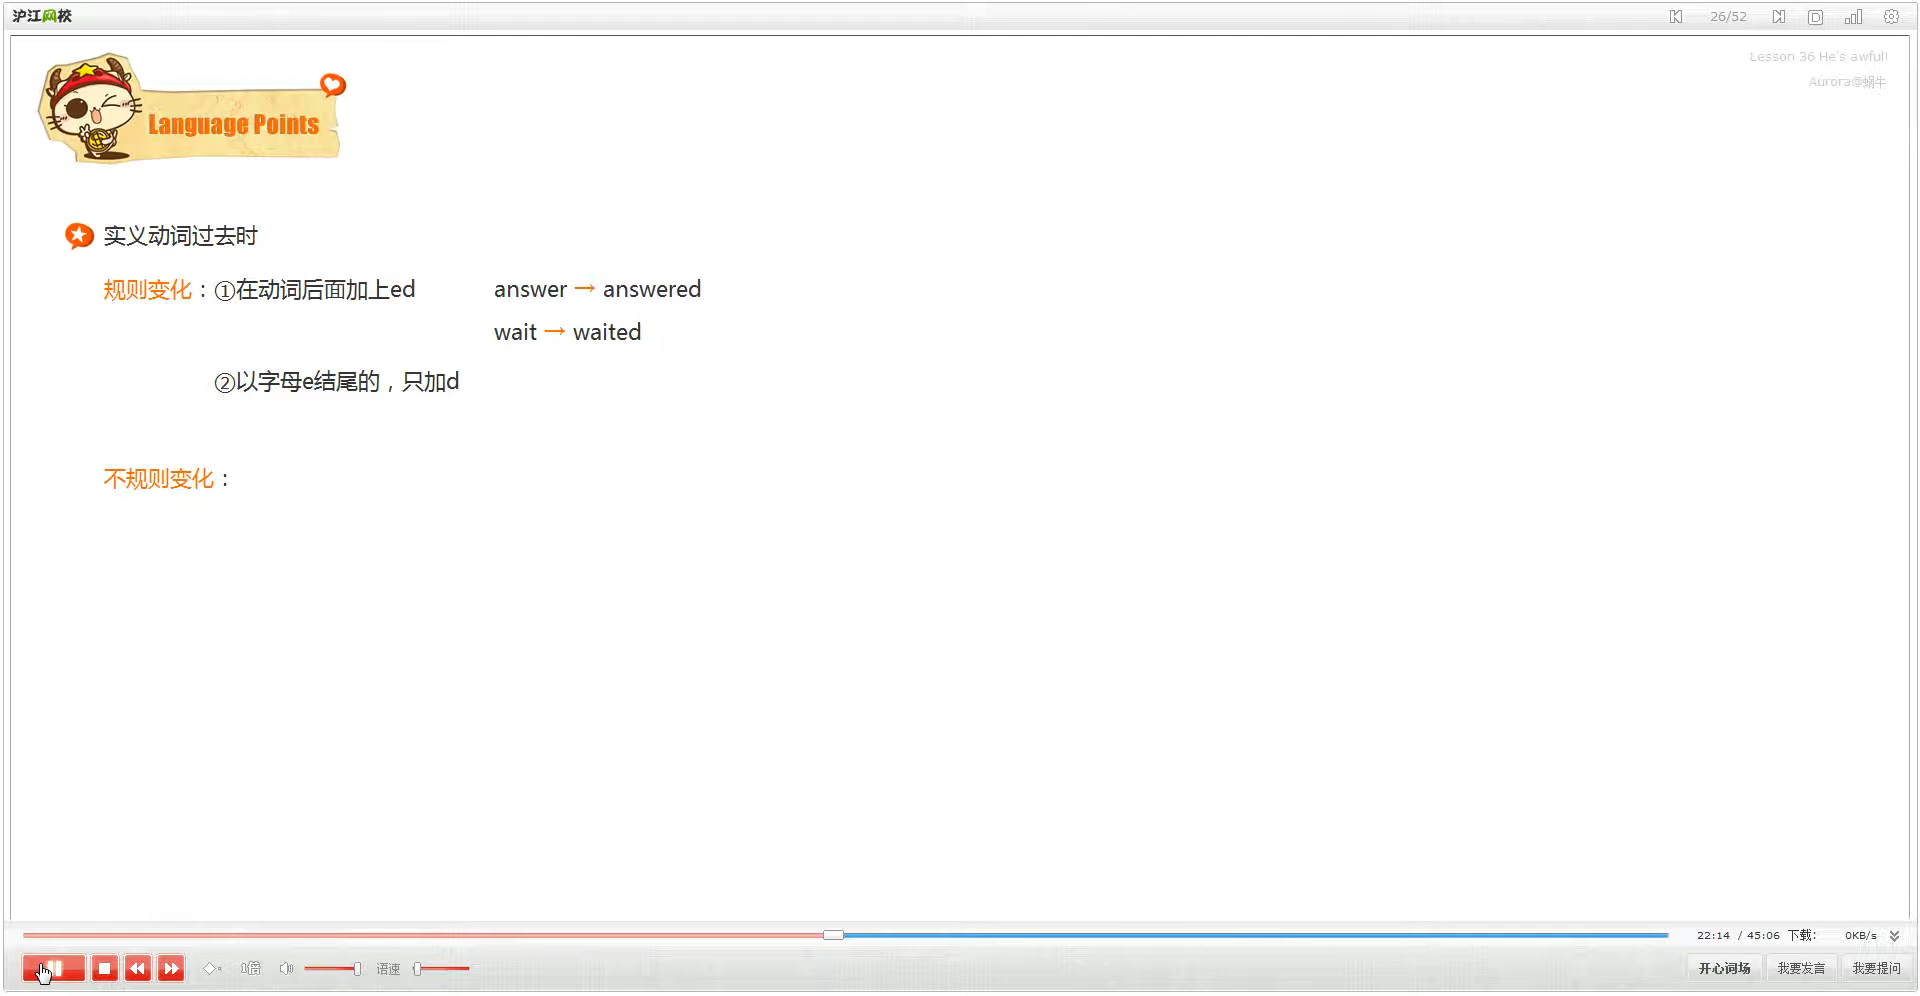 沪江网校
26/52
Lesson 36 He's awful!
Aurora@蜗牛
Language Points
实义动词过去时
规则变化：①在动词后面加上ed answer → answered
wait → waited
②以字母e结尾的，只加d
不规则变化：
22:14 / 45:06 下载： 0KB/s
1倍 语速 开心词场 我要发言 我要提问